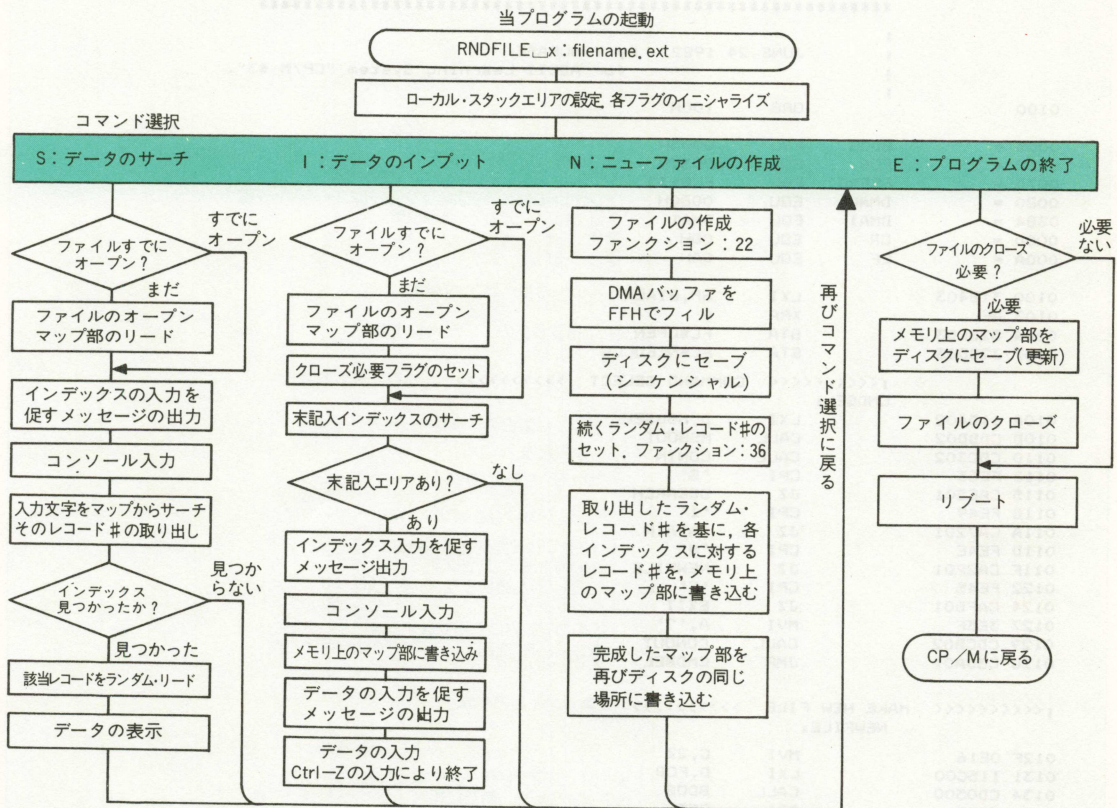 当プログラムの起動
RNDFILE␣x：filename.ext
ローカル・スタックエリアの設定，各フラグのイニシャライズ
コマンド選択
S：データのサーチ
I：データのインプット
N：ニューファイルの作成
E：プログラムの終了
ファイルすでに
オープン？
すでに
オープン
まだ
ファイルのオープン
マップ部のリード
インデックスの入力を
促すメッセージの出力
コンソール入力
入力文字をマップからサーチ
そのレコード＃の取り出し
インデックス
見つかったか？
見つか
らない
見つかった
該当レコードをランダム・リード
データの表示
ファイルすでに
オープン？
すでに
オープン
まだ
ファイルのオープン
マップ部のリード
クローズ必要フラグのセット
末記入インデックスのサーチ
末記入エリアあり？
なし
あり
インデックス入力を促す
メッセージ出力
コンソール入力
メモリ上のマップ部に書き込み
データの入力を促す
メッセージの出力
データの入力
Ctrl－Zの入力により終了
ファイルの作成
ファンクション：22
DMAバッファを
FFHでフィル
ディスクにセーブ
(シーケンシャル)
続くランダム・レコード＃の
セット．ファンクション：36
取り出したランダム・
レコード＃を基に，各
インデックスに対する
レコード＃を，メモリ上
のマップ部に書き込む
完成したマップ部を
再びディスクの同じ
場所に書き込む
再びコマンド選択に戻る
ファイルのクローズ
必要？
必要
ない
必要
メモリ上のマップ部を
ディスクにセーブ(更新)
ファイルのクローズ
リブート
CP／Mに戻る